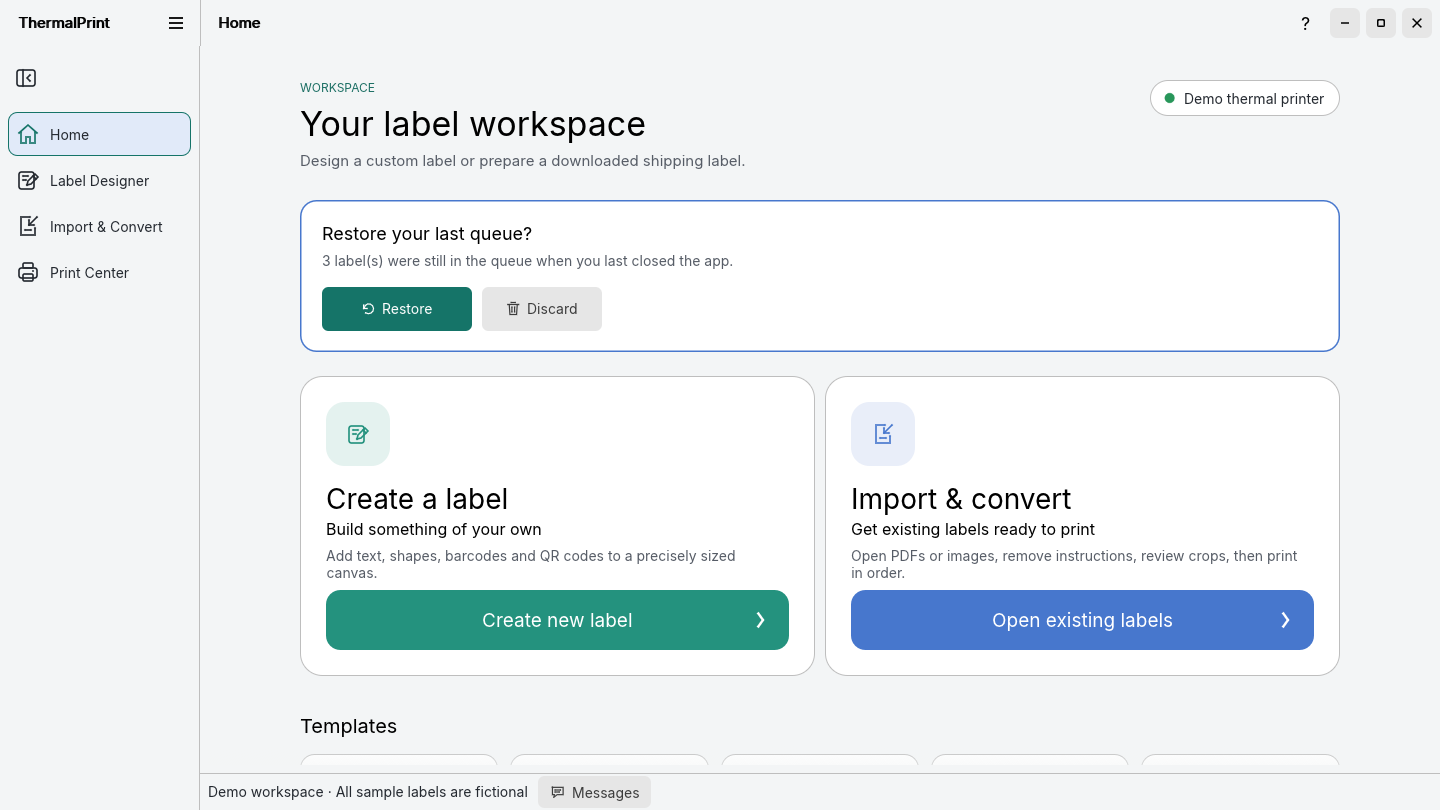 ThermalPrint
Home
?
WORKSPACE
Your label workspace
Design a custom label or prepare a downloaded shipping label.
Demo thermal printer
Home
Label Designer
Import & Convert
Print Center
Restore your last queue?
3 label(s) were still in the queue when you last closed the app.
Restore
Discard
Create a label
Build something of your own
Add text, shapes, barcodes and QR codes to a precisely sized
canvas.
Create new label
Import & convert
Get existing labels ready to print
Open PDFs or images, remove instructions, review crops, then print
in order.
Open existing labels
Templates
Demo workspace · All sample labels are fictional
Messages